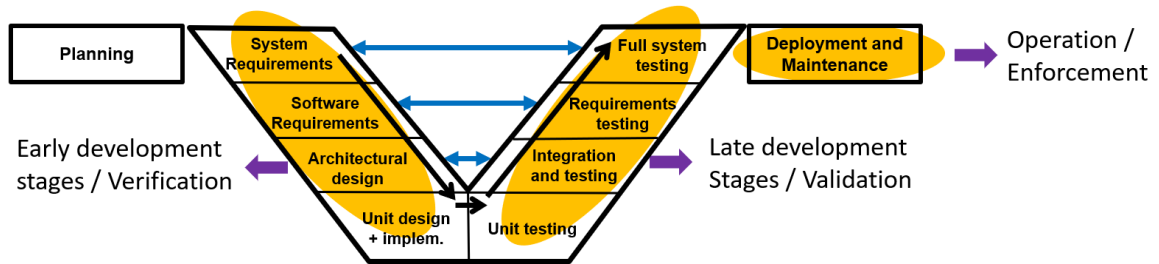 Planning
System
Requirements
Software
Requirements
Architectural
design
Unit design
+ implem.
Unit testing
Integration
and testing
Requirements
testing
Full system
testing
Deployment and
Maintenance
Operation /
Enforcement
Early development
stages / Verification
Late development
Stages / Validation